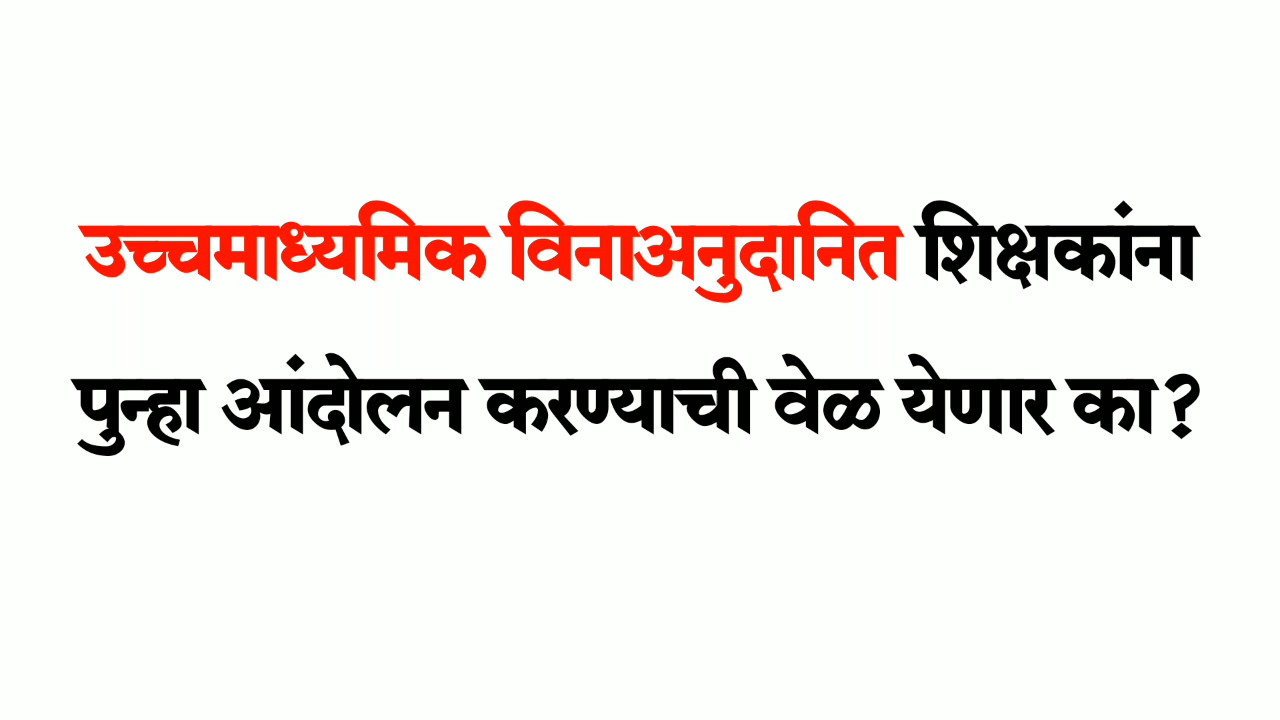 उच्चमाध्यमिक विनाअनुदानित शिक्षकांना
पुन्हा आंदोलन करण्याची वेळ येणार का?